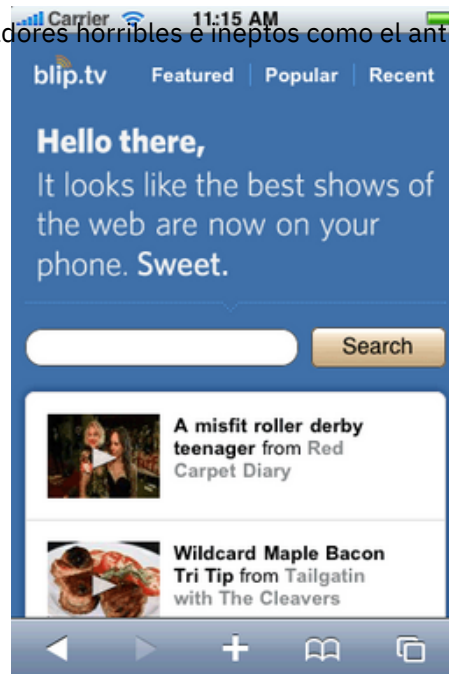 Carrier 11:15 AM
dores horribles e ineptos como el ant
blip.tv Featured Popular Recent
Hello there,
It looks like the best shows of
the web are now on your
phone. Sweet.
Search
A misfit roller derby
teenager from Red
Carpet Diary
Wildcard Maple Bacon
Tri Tip from Tailgatin
with The Cleavers